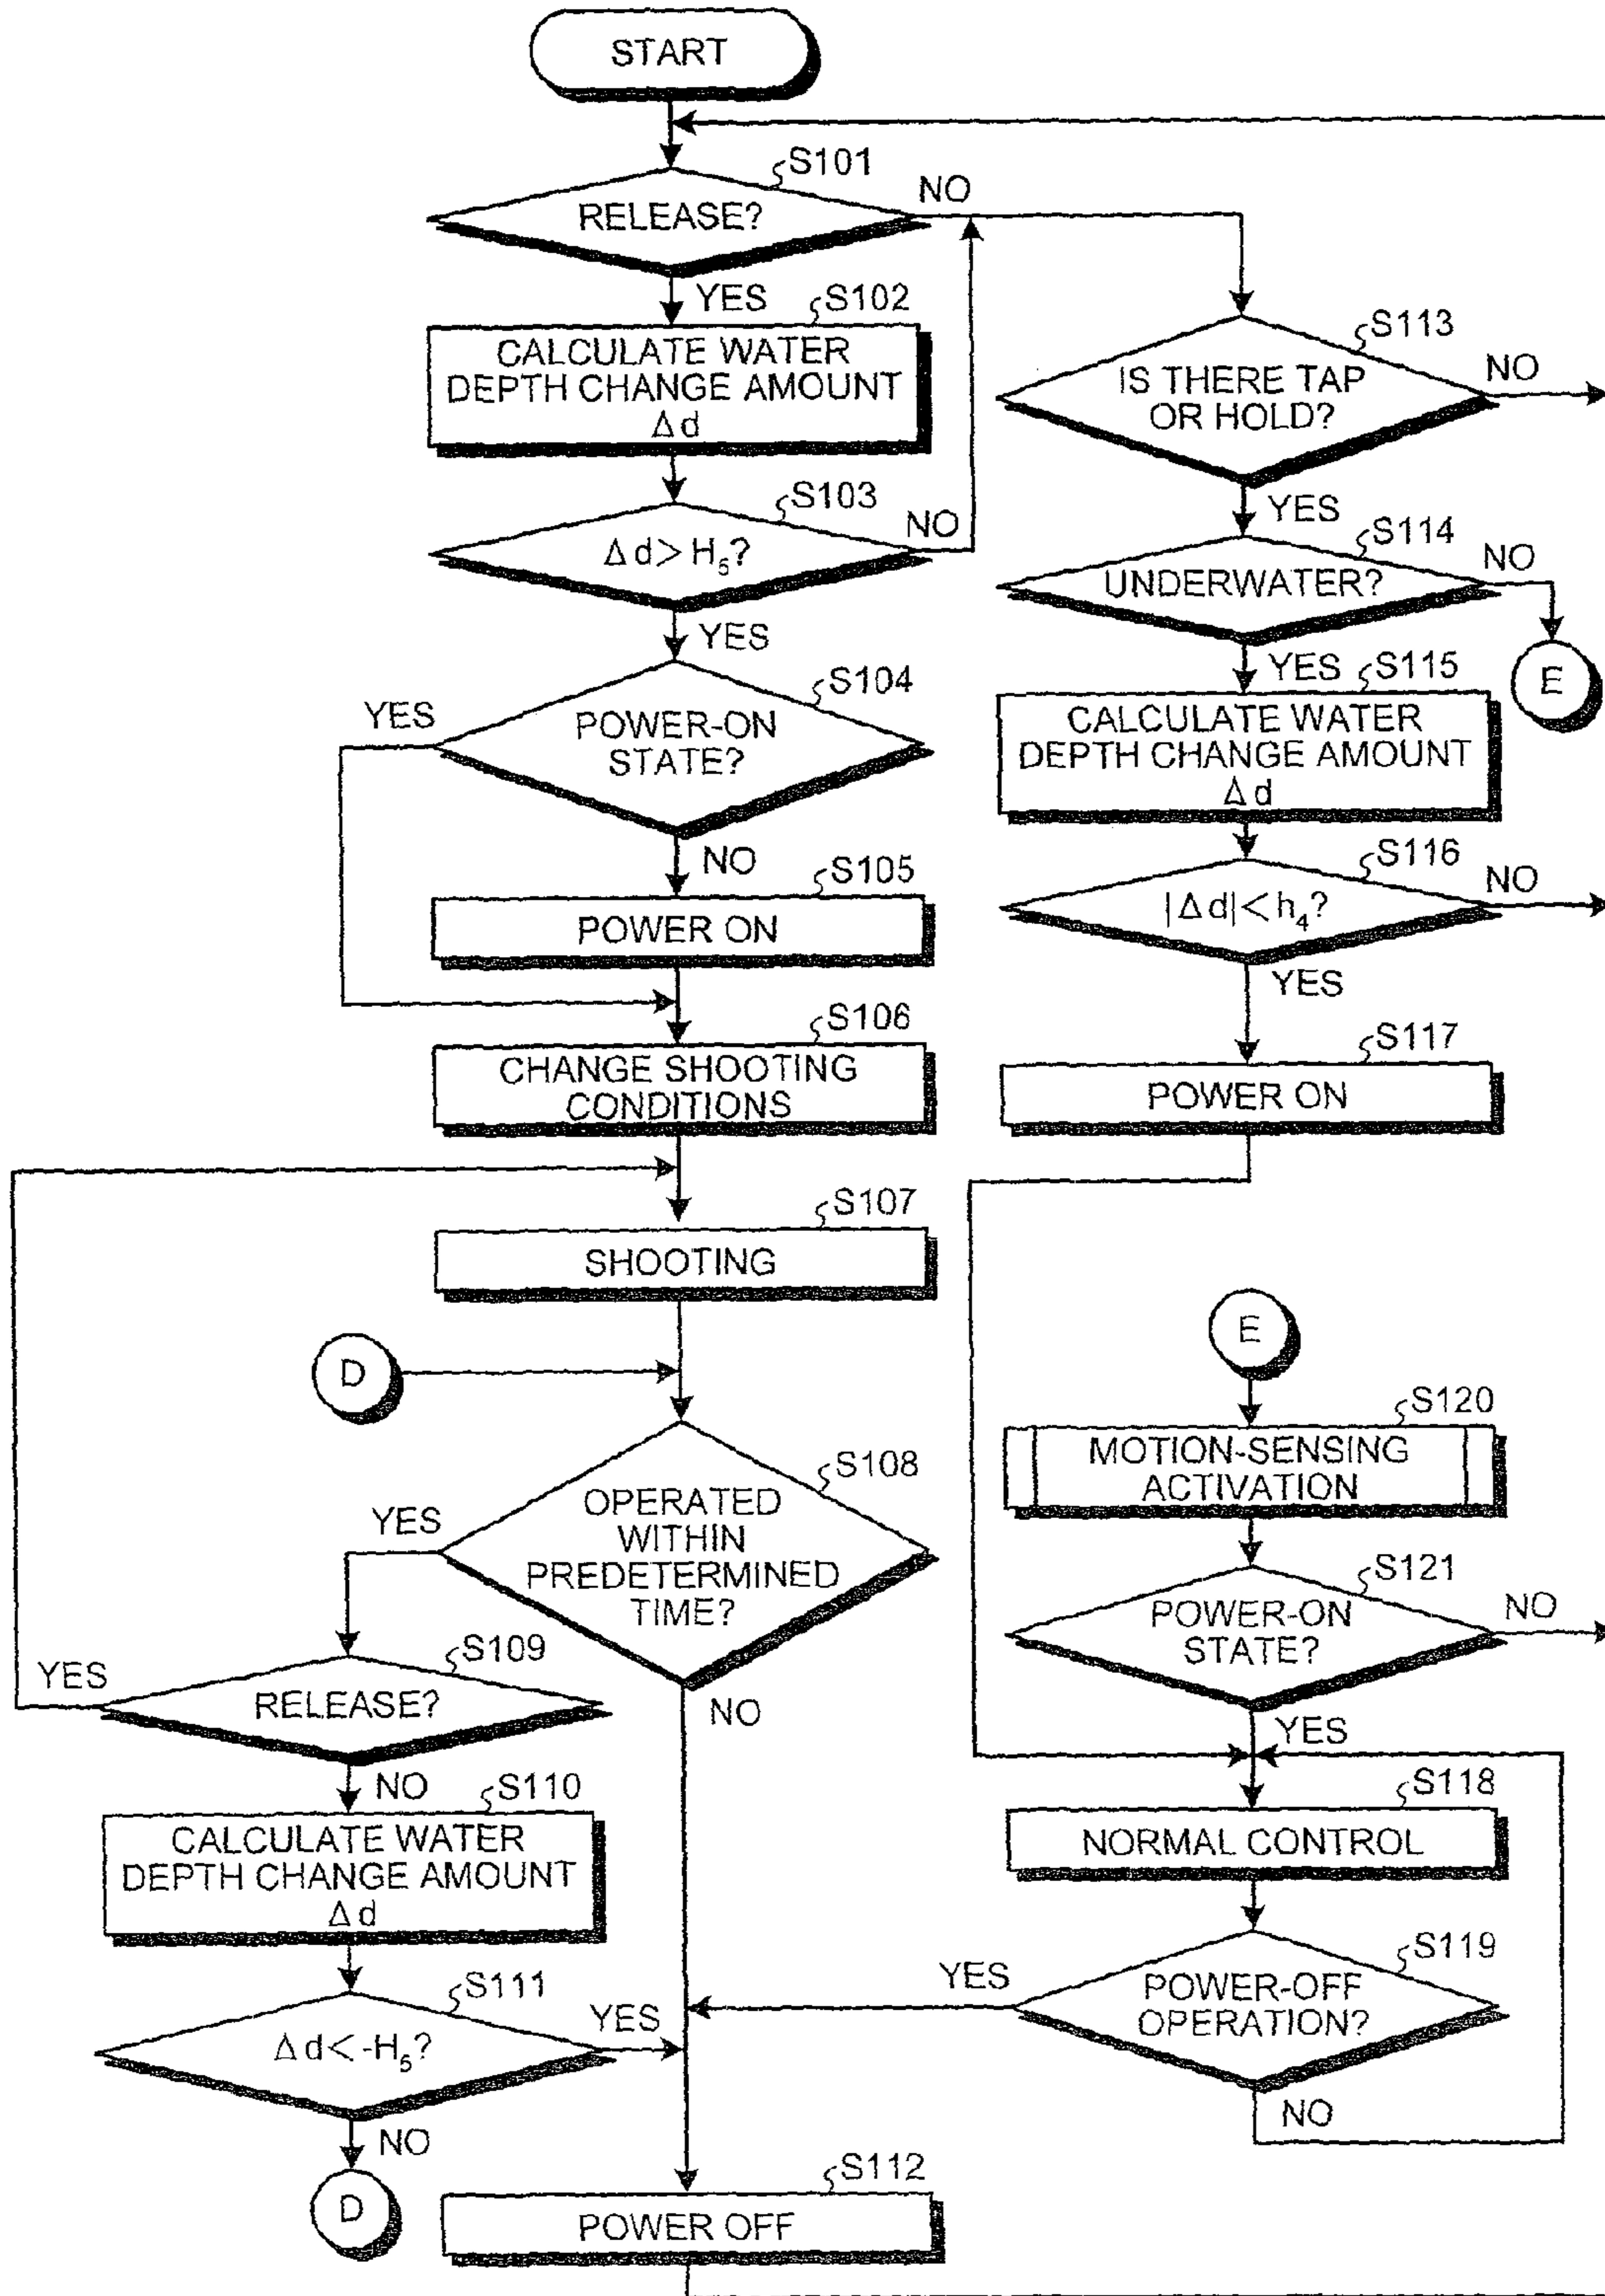 START
S101
RELEASE?
NO
YES
S102
CALCULATE WATER
DEPTH CHANGE AMOUNT
Δd
S103
Δd>H₅?
NO
YES
S104
POWER-ON
STATE?
YES
NO
S105
POWER ON
S106
CHANGE SHOOTING
CONDITIONS
S107
SHOOTING
D
S108
OPERATED
WITHIN
PREDETERMINED
TIME?
YES
NO
S109
RELEASE?
YES
NO
S110
CALCULATE WATER
DEPTH CHANGE AMOUNT
Δd
S111
Δd<-H₅?
YES
NO
D
S112
POWER OFF
S113
IS THERE TAP
OR HOLD?
NO
YES
S114
UNDERWATER?
NO
E
YES
S115
CALCULATE WATER
DEPTH CHANGE AMOUNT
Δd
S116
|Δd|<h₄?
NO
YES
S117
POWER ON
E
S120
MOTION-SENSING
ACTIVATION
S121
POWER-ON
STATE?
NO
YES
S118
NORMAL CONTROL
S119
POWER-OFF
OPERATION?
YES
NO